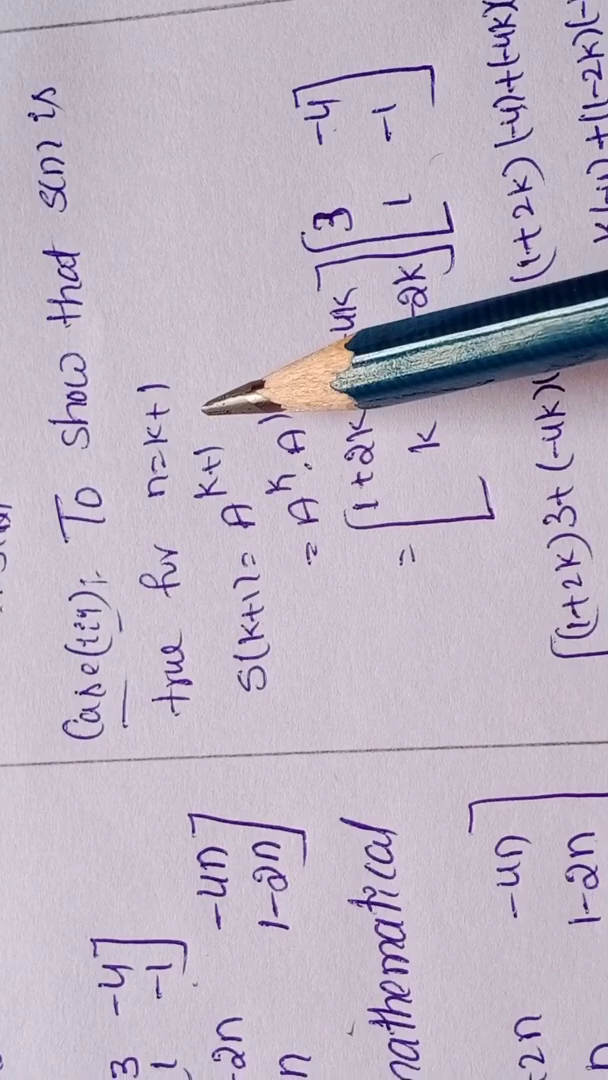 3 -4
1 -1
-2n -4n
n 1-2n
mathematical
-2n -4n
n 1-2n
Case(iii):- To show that s(n) is
true for n=k+1
S(k+1)= A^k+1
= A^k. A
= [1+2k -4k] [3 -4]
[k -2k] [1 -1]
[(1+2k)3+(-4k) (1+2k)(-4)+(-4k)
k(-4)+(1-2k)(-